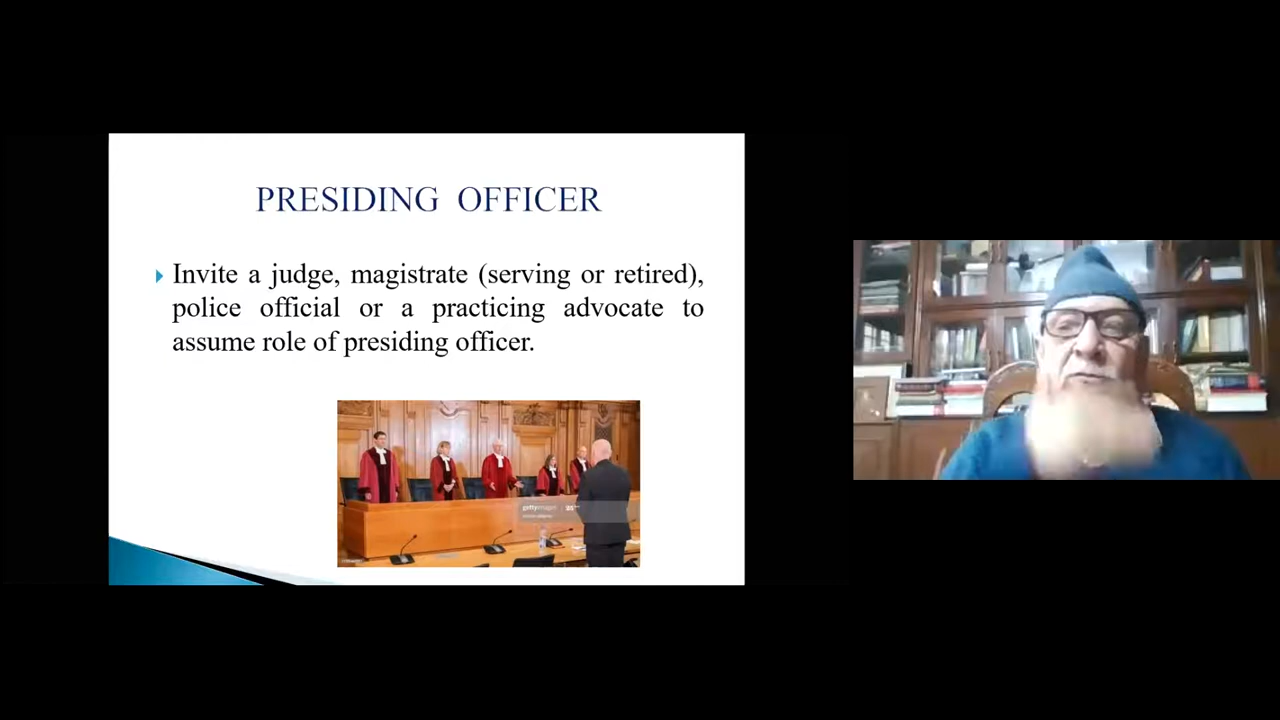 PRESIDING OFFICER
Invite a judge, magistrate (serving or retired),
police official or a practicing advocate to
assume role of presiding officer.
gettyimages